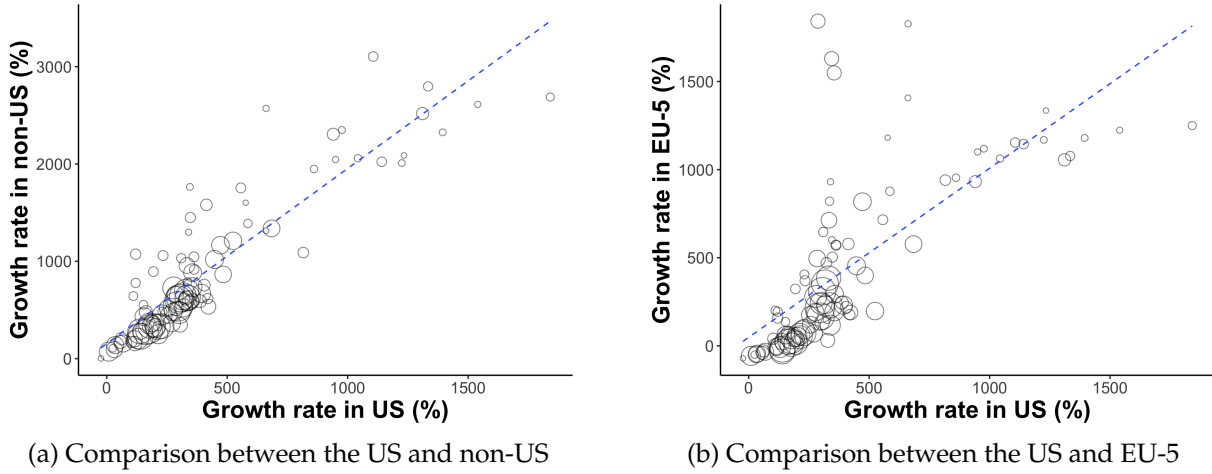 Growth rate in non-US (%)
3000
2000
1000
0
0 500 1000 1500
Growth rate in US (%)
(a) Comparison between the US and non-US
Growth rate in EU-5 (%)
1500
1000
500
0
0 500 1000 1500
Growth rate in US (%)
(b) Comparison between the US and EU-5